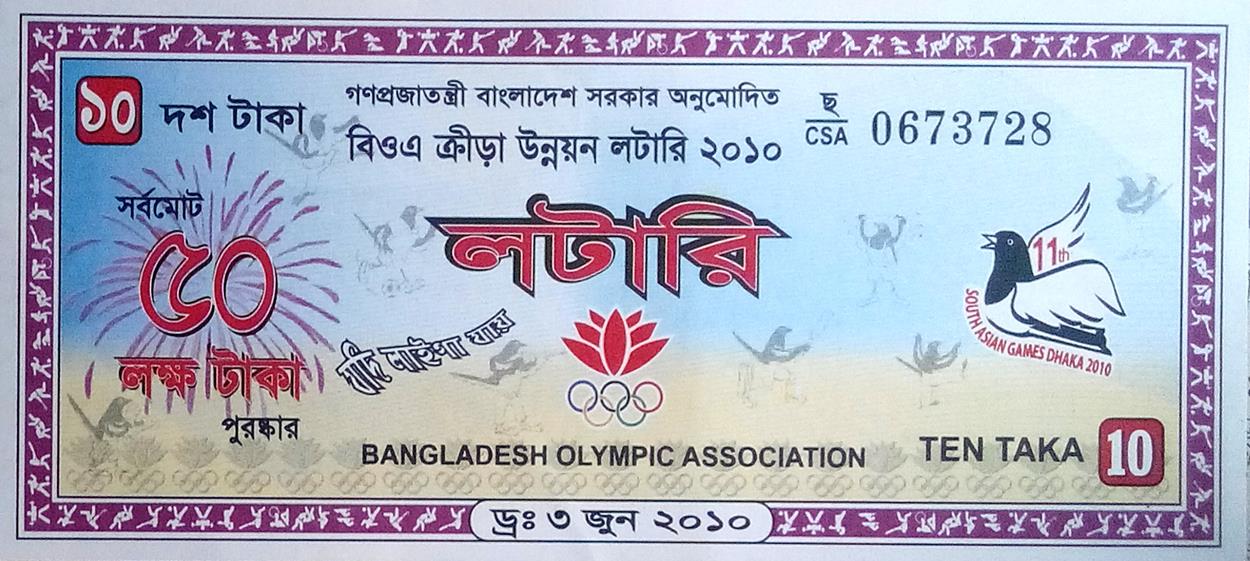 ১০ দশ টাকা
গণপ্রজাতন্ত্রী বাংলাদেশ সরকার অনুমোদিত
বিওএ ক্রীড়া উন্নয়ন লটারি ২০১০
ছ
CSA 0673728
সর্বমোট
৫০
লক্ষ টাকা
পুরষ্কার
লটারি
যদি লাইগা যায়
11th
SOUTH ASIAN GAMES DHAKA 2010
BANGLADESH OLYMPIC ASSOCIATION
TEN TAKA 10
ড্রঃ ৩ জুন ২০১০